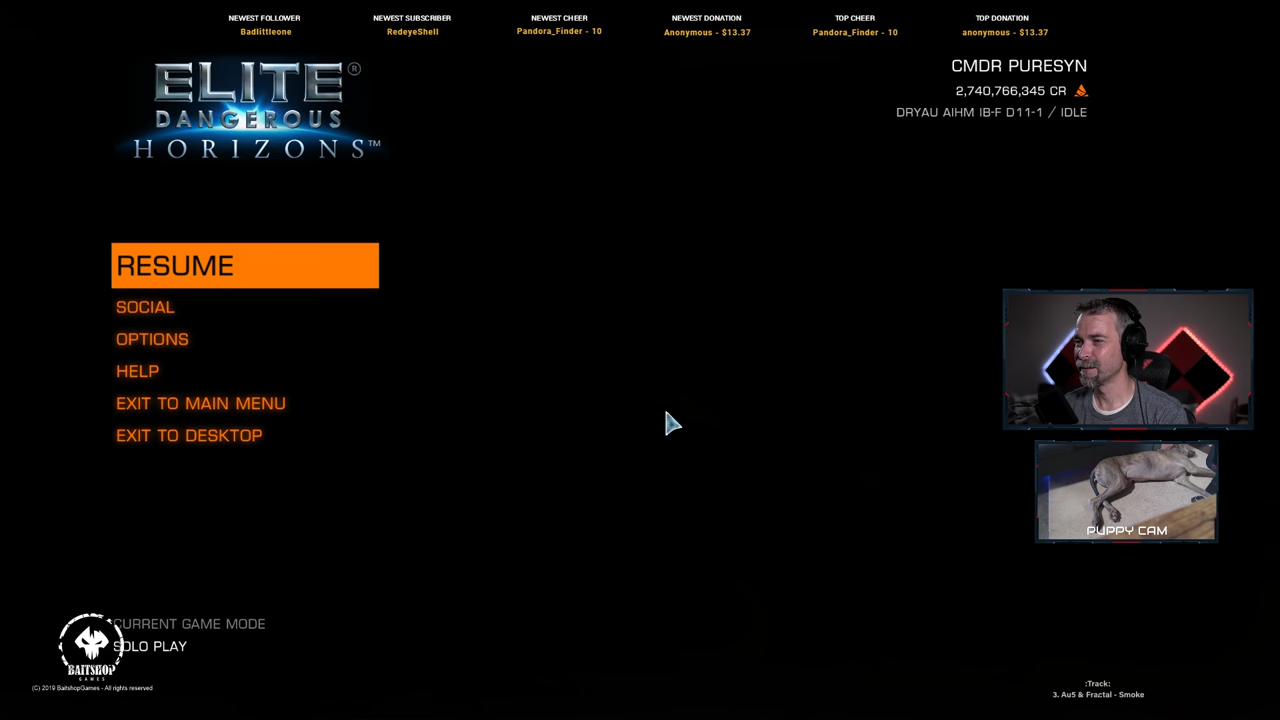 NEWEST FOLLOWER
Badlittleone
NEWEST SUBSCRIBER
RedeyeShell
NEWEST CHEER
Pandora_Finder - 10
NEWEST DONATION
Anonymous - $13.37
TOP CHEER
Pandora_Finder - 10
TOP DONATION
anonymous - $13.37
ELITE ®
DANGEROUS
HORIZONS™
CMDR PURESYN
2,740,766,345 CR
DRYAU AIHM IB-F D11-1 / IDLE
RESUME
SOCIAL
OPTIONS
HELP
EXIT TO MAIN MENU
EXIT TO DESKTOP
PUPPY CAM
CURRENT GAME MODE
SOLO PLAY
BAITSHOP
GAMES
(C) 2019 BaitshopGames - All rights reserved
:Track:
3. Au5 & Fractal - Smoke